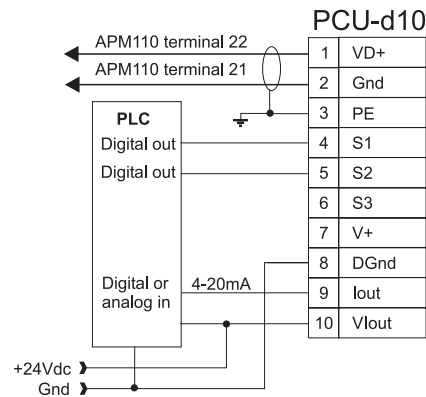 PCU-d10
APM110 terminal 22
1 VD+
APM110 terminal 21
2 Gnd
PLC
3 PE
Digital out
4 S1
Digital out
5 S2
6 S3
7 V+
8 DGnd
Digital or
analog in
4-20mA
9 Iout
10 VIout
+24Vdc
Gnd